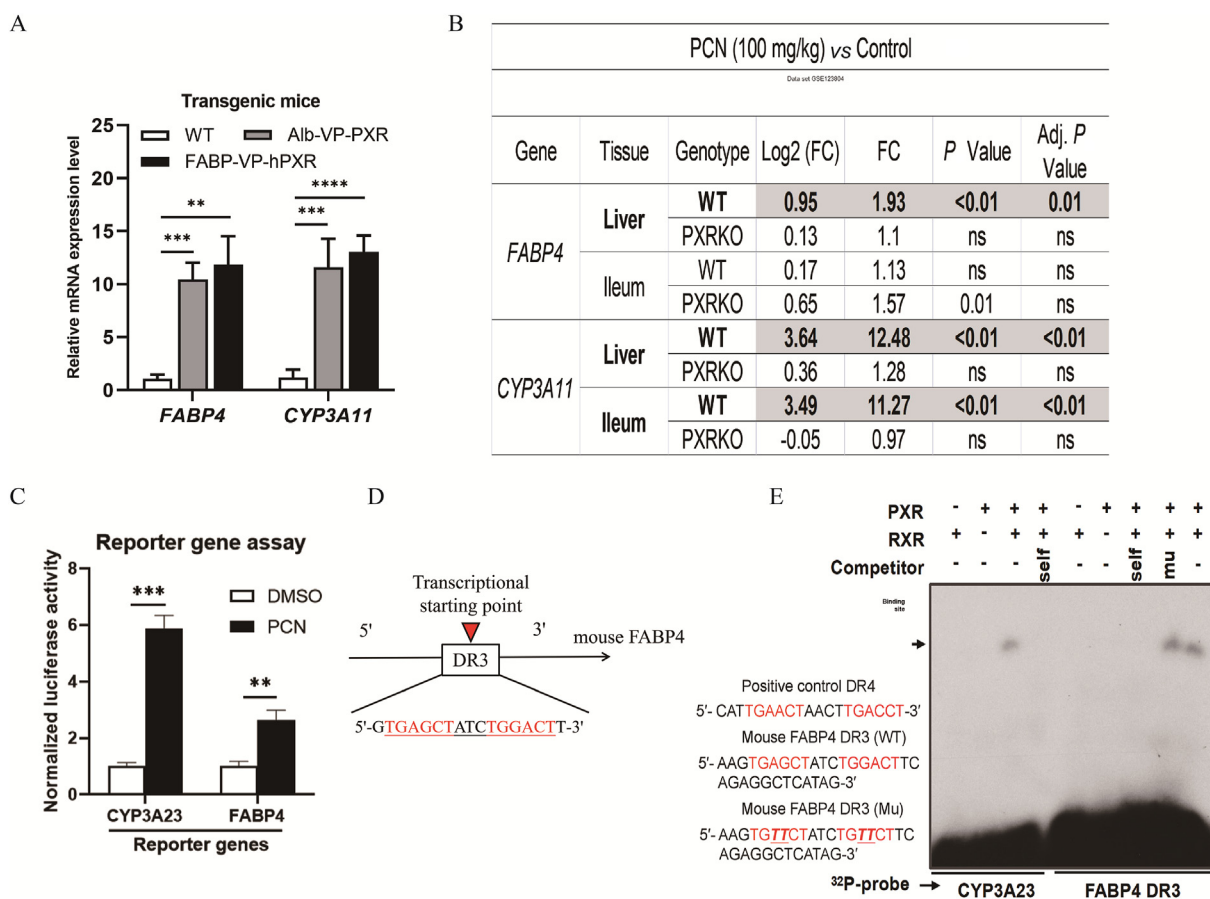 A
Transgenic mice
WT
Alb-VP-PXR
FABP-VP-hPXR
Relative mRNA expression level
25
20
15
10
5
0
**
***
****
***
FABP4
CYP3A11
B
PCN (100 mg/kg) vs Control
Data set GSE123804
Gene Tissue Genotype Log2 (FC) FC P Value Adj. P Value
FABP4 Liver WT 0.95 1.93 <0.01 0.01
PXRKO 0.13 1.1 ns ns
Ileum WT 0.17 1.13 ns ns
PXRKO 0.65 1.57 0.01 ns
CYP3A11 Liver WT 3.64 12.48 <0.01 <0.01
PXRKO 0.36 1.28 ns ns
Ileum WT 3.49 11.27 <0.01 <0.01
PXRKO -0.05 0.97 ns ns
C
Reporter gene assay
Normalized luciferase activity
8
6
4
2
0
***
**
DMSO
PCN
CYP3A23
FABP4
Reporter genes
D
Transcriptional
starting point
5'
3'
DR3
mouse FABP4
5'-GTGAGCTATCTGGACTT-3'
E
PXR - + + + - + + + +
RXR + - + + + - + + +
Competitor - - - self - - self mu -
Binding
site
Positive control DR4
5'- CATTGAACTAACTTGACCT-3'
Mouse FABP4 DR3 (WT)
5'- AAGTGAGCTATCTGGACTTC
AGAGGCTCATAG-3'
Mouse FABP4 DR3 (Mu)
5'- AAGTGTTCTATCTGTTCTTC
AGAGGCTCATAG-3'
32P-probe
CYP3A23
FABP4 DR3